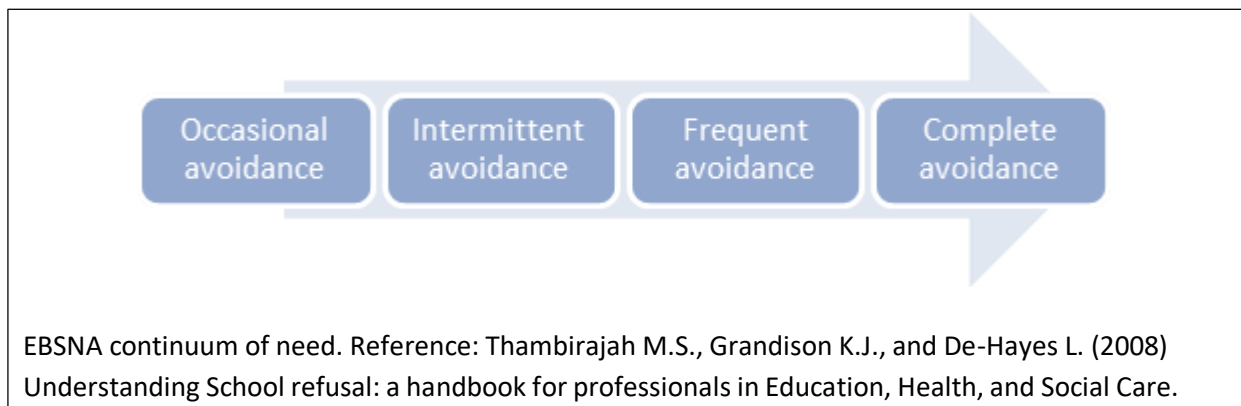 Occasional
avoidance
Intermittent
avoidance
Frequent
avoidance
Complete
avoidance
EBSNA continuum of need. Reference: Thambirajah M.S., Grandison K.J., and De-Hayes L. (2008)
Understanding School refusal: a handbook for professionals in Education, Health, and Social Care.